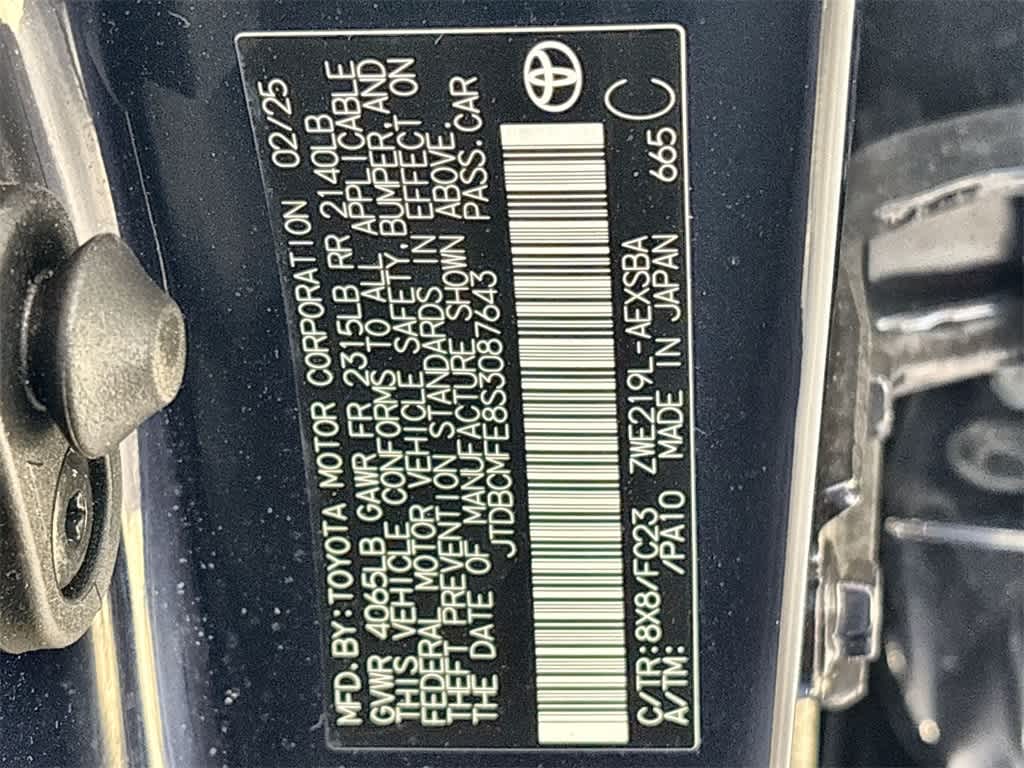 MFD.BY:TOYOTA MOTOR CORPORATION 02/25
GVWR 4065LB GAWR FR 2315LB RR 2140LB
THIS VEHICLE CONFORMS TO ALL APPLICABLE
FEDERAL MOTOR VEHICLE SAFETY,BUMPER,AND
THEFT PREVENTION STANDARDS IN EFFECT ON
THE DATE OF MANUFACTURE SHOWN ABOVE.
JTDBCMFE8S3087643 PASS.CAR
C/TR:8X8/FC23 ZWE219L-AEXSBA
A/TM: /PA10 MADE IN JAPAN 665
C